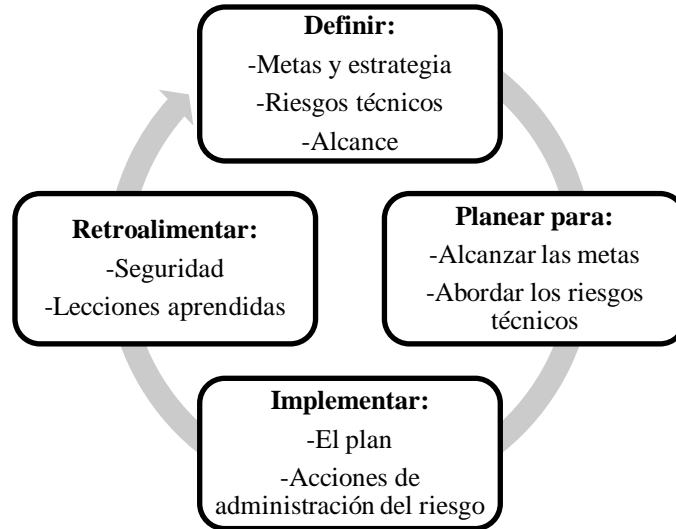 Definir:
-Metas y estrategia
-Riesgos técnicos
-Alcance
Planear para:
-Alcanzar las metas
-Abordar los riesgos
técnicos
Implementar:
-El plan
-Acciones de
administración del riesgo
Retroalimentar:
-Seguridad
-Lecciones aprendidas